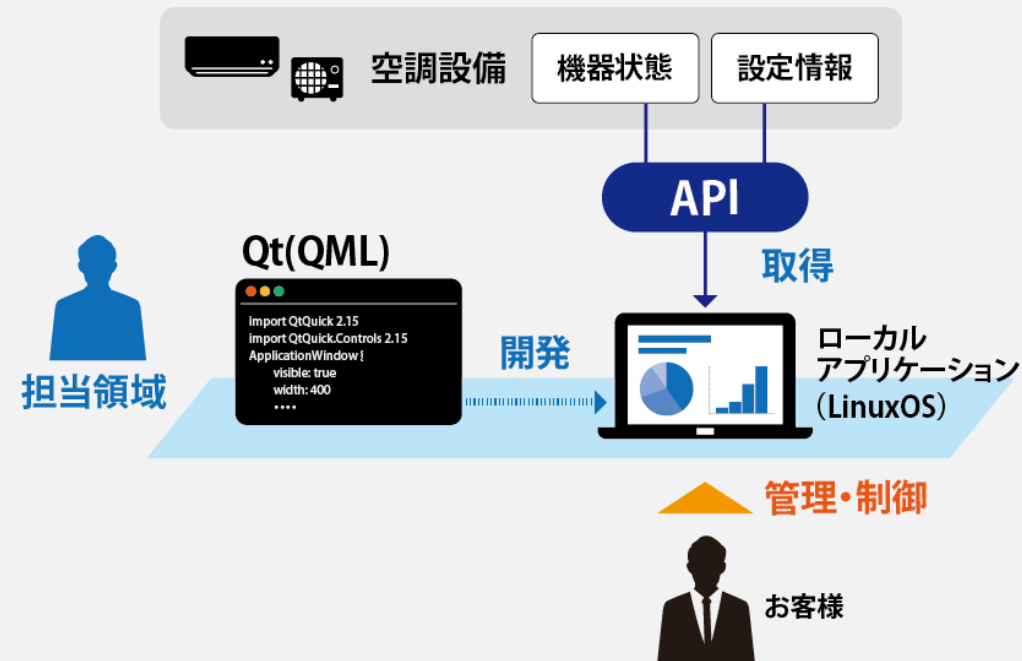 空調設備
機器状態
設定情報
API
取得
Qt(QML)
import QtQuick 2.15
import QtQuick.Controls 2.15
ApplicationWindow {
visible: true
width: 400
••••
担当領域
開発
ローカル
アプリケーション
（LinuxOS）
管理・制御
お客様